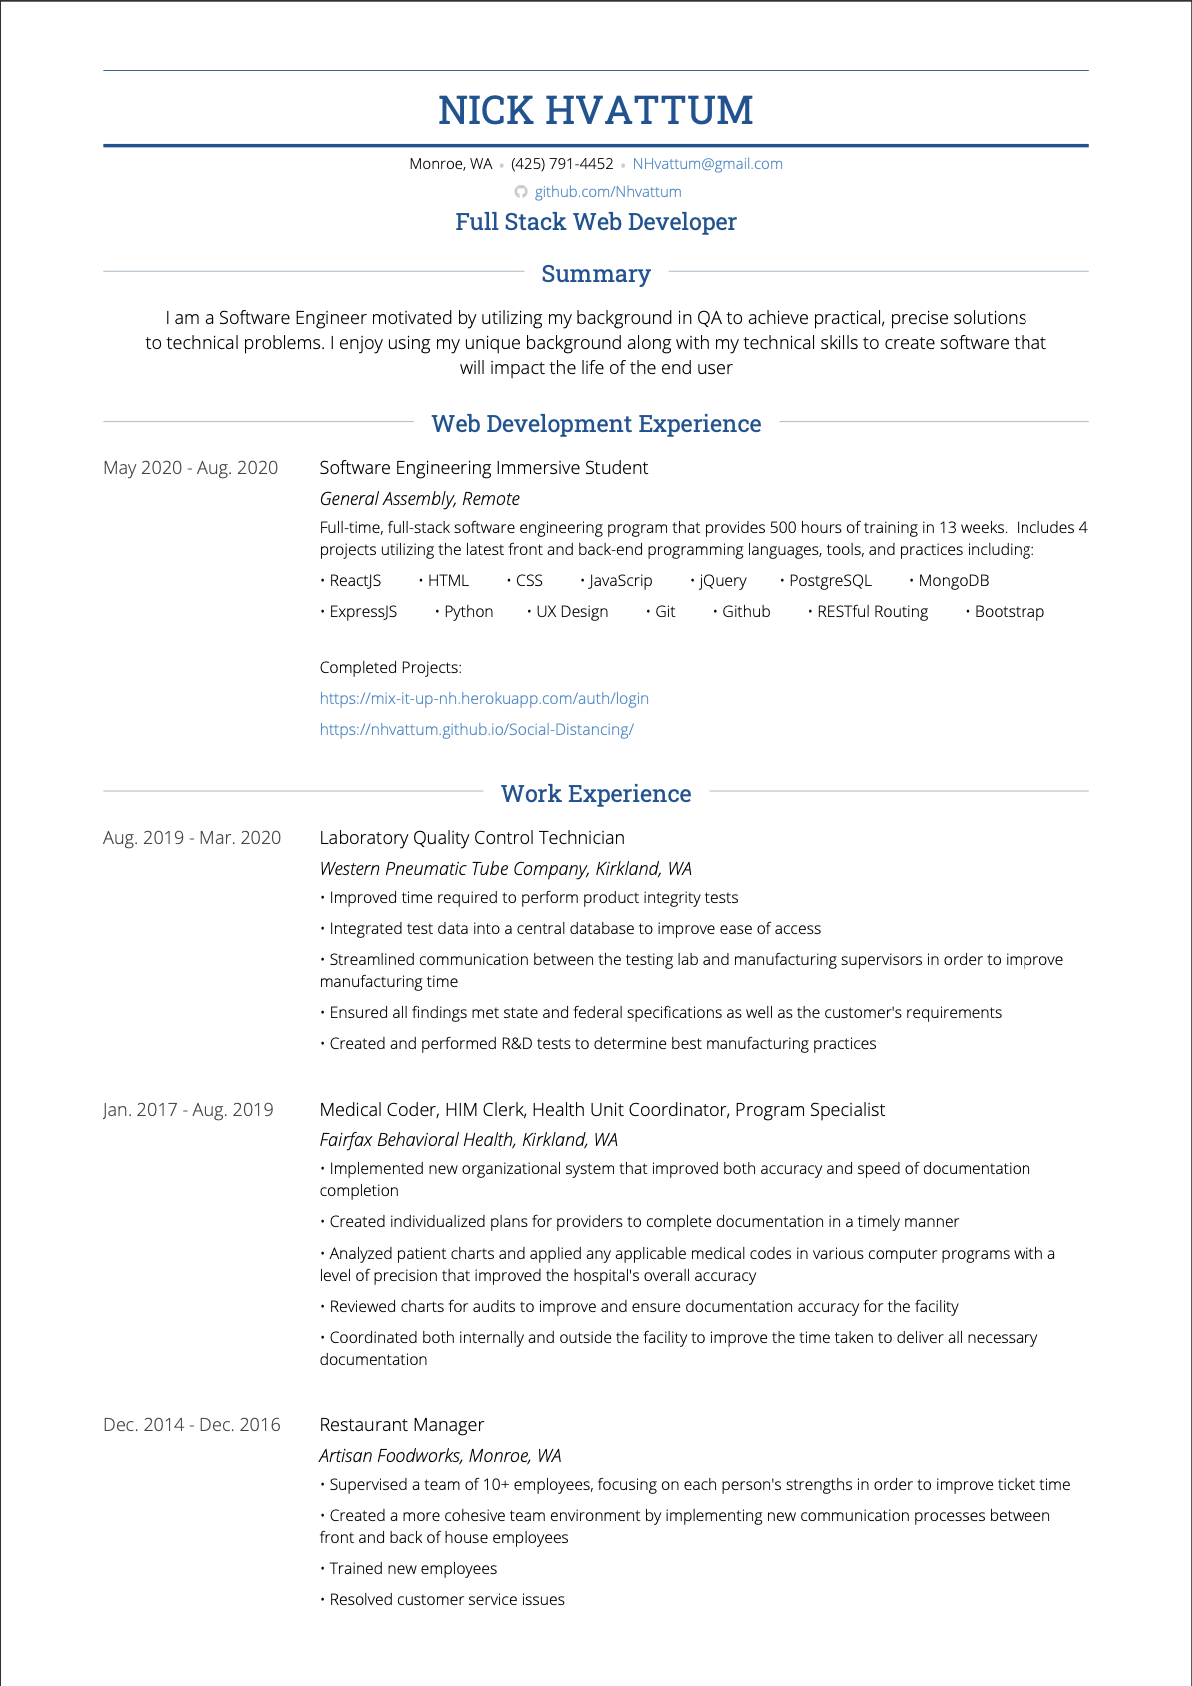 NICK HVATTUM
Monroe, WA • (425) 791-4452 • NHvattum@gmail.com
github.com/Nhvattum
Full Stack Web Developer
Summary
I am a Software Engineer motivated by utilizing my background in QA to achieve practical, precise solutions
to technical problems. I enjoy using my unique background along with my technical skills to create software that
will impact the life of the end user
Web Development Experience
May 2020 - Aug. 2020
Software Engineering Immersive Student
General Assembly, Remote
Full-time, full-stack software engineering program that provides 500 hours of training in 13 weeks.  Includes 4
projects utilizing the latest front and back-end programming languages, tools, and practices including:
• ReactJS • HTML • CSS • JavaScrip • jQuery • PostgreSQL • MongoDB
• ExpressJS • Python • UX Design • Git • Github • RESTful Routing • Bootstrap
Completed Projects:
https://mix-it-up-nh.herokuapp.com/auth/login
https://nhvattum.github.io/Social-Distancing/
Work Experience
Aug. 2019 - Mar. 2020
Laboratory Quality Control Technician
Western Pneumatic Tube Company, Kirkland, WA
• Improved time required to perform product integrity tests
• Integrated test data into a central database to improve ease of access
• Streamlined communication between the testing lab and manufacturing supervisors in order to improve
manufacturing time
• Ensured all findings met state and federal specifications as well as the customer's requirements
• Created and performed R&D tests to determine best manufacturing practices
Jan. 2017 - Aug. 2019
Medical Coder, HIM Clerk, Health Unit Coordinator, Program Specialist
Fairfax Behavioral Health, Kirkland, WA
• Implemented new organizational system that improved both accuracy and speed of documentation
completion
• Created individualized plans for providers to complete documentation in a timely manner
• Analyzed patient charts and applied any applicable medical codes in various computer programs with a
level of precision that improved the hospital's overall accuracy
• Reviewed charts for audits to improve and ensure documentation accuracy for the facility
• Coordinated both internally and outside the facility to improve the time taken to deliver all necessary
documentation
Dec. 2014 - Dec. 2016
Restaurant Manager
Artisan Foodworks, Monroe, WA
• Supervised a team of 10+ employees, focusing on each person's strengths in order to improve ticket time
• Created a more cohesive team environment by implementing new communication processes between
front and back of house employees
• Trained new employees
• Resolved customer service issues